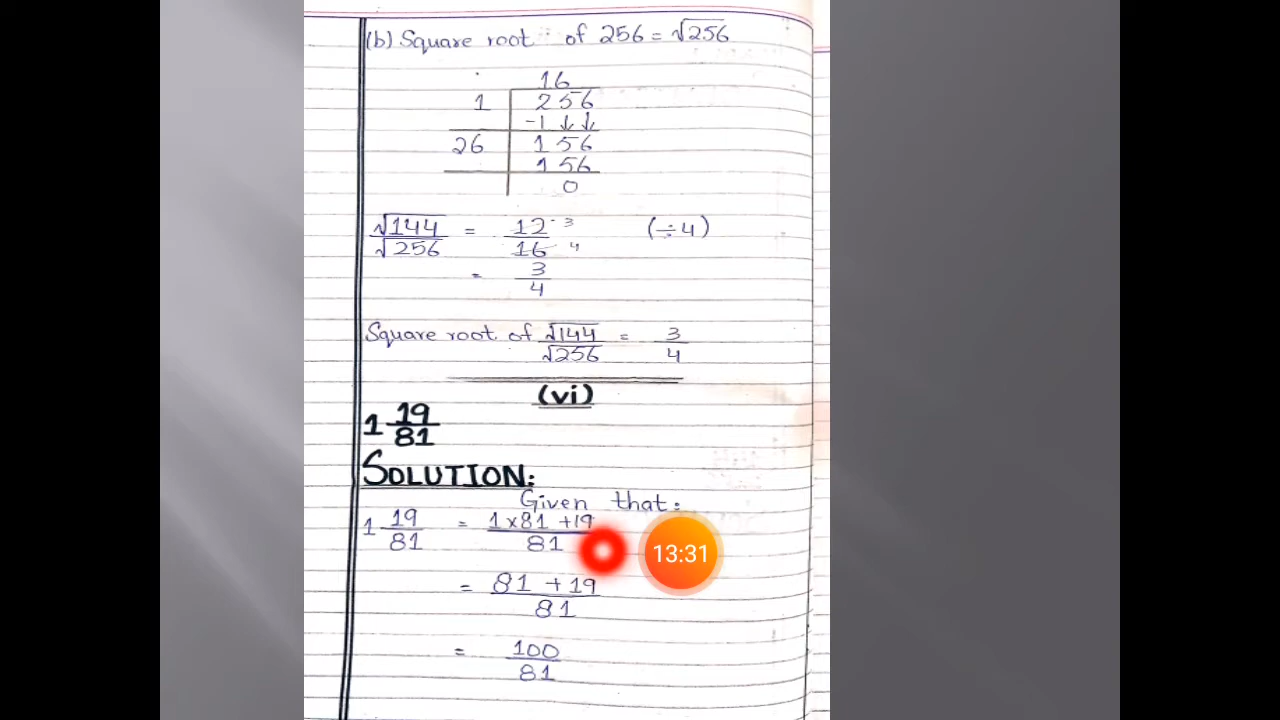 (b) Square root of 256 = √256
16
1 256
-1 ↓ ↓
26 156
156
0
√144 = 12 3 (÷4)
√256 16 4
= 3
4
Square root of √144 = 3
√256 4
(vi)
1 19
81
SOLUTION:
Given that:
1 19 = 1×81 +19
81 81 13:31
= 81 + 19
81
= 100
81